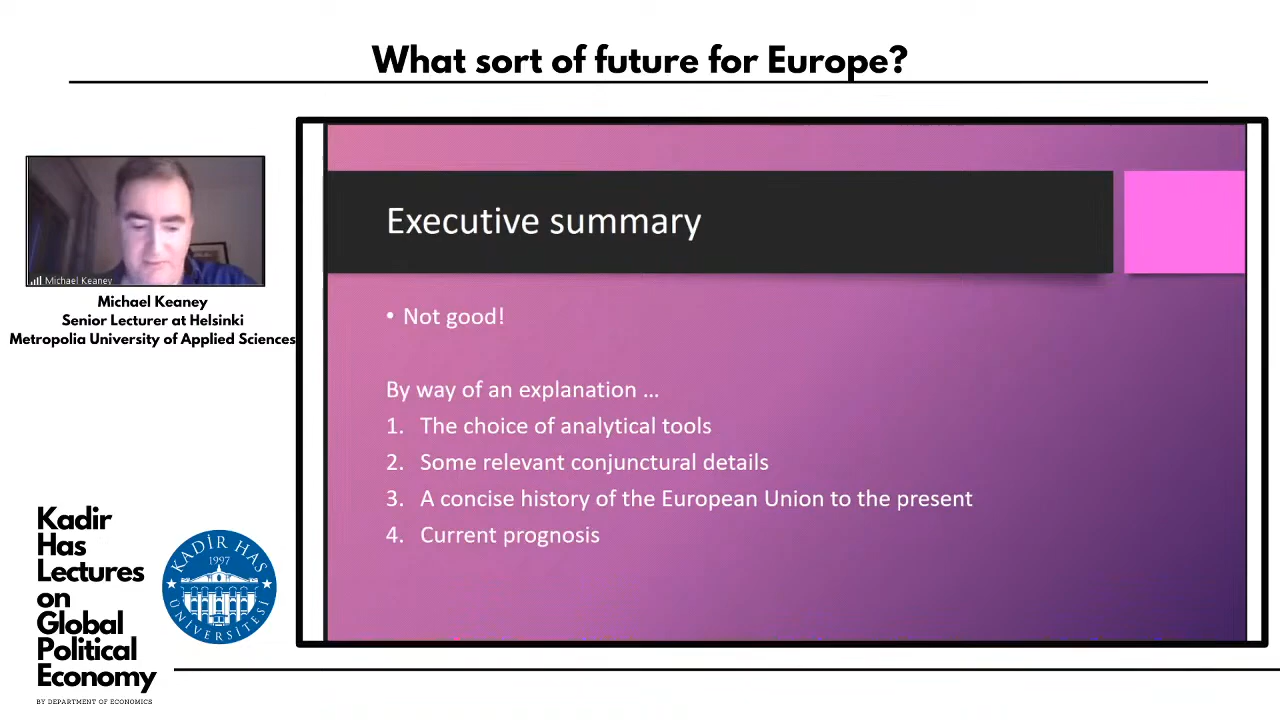 What sort of future for Europe?
Michael Keaney
Michael Keaney
Senior Lecturer at Helsinki
Metropolia University of Applied Sciences
Executive summary
• Not good!
By way of an explanation ...
1. The choice of analytical tools
2. Some relevant conjunctural details
3. A concise history of the European Union to the present
4. Current prognosis
Kadir
Has
Lectures
on
Global
Political
Economy
BY DEPARTMENT OF ECONOMICS
KADİR HAS
1997
ÜNİVERSİTESİ